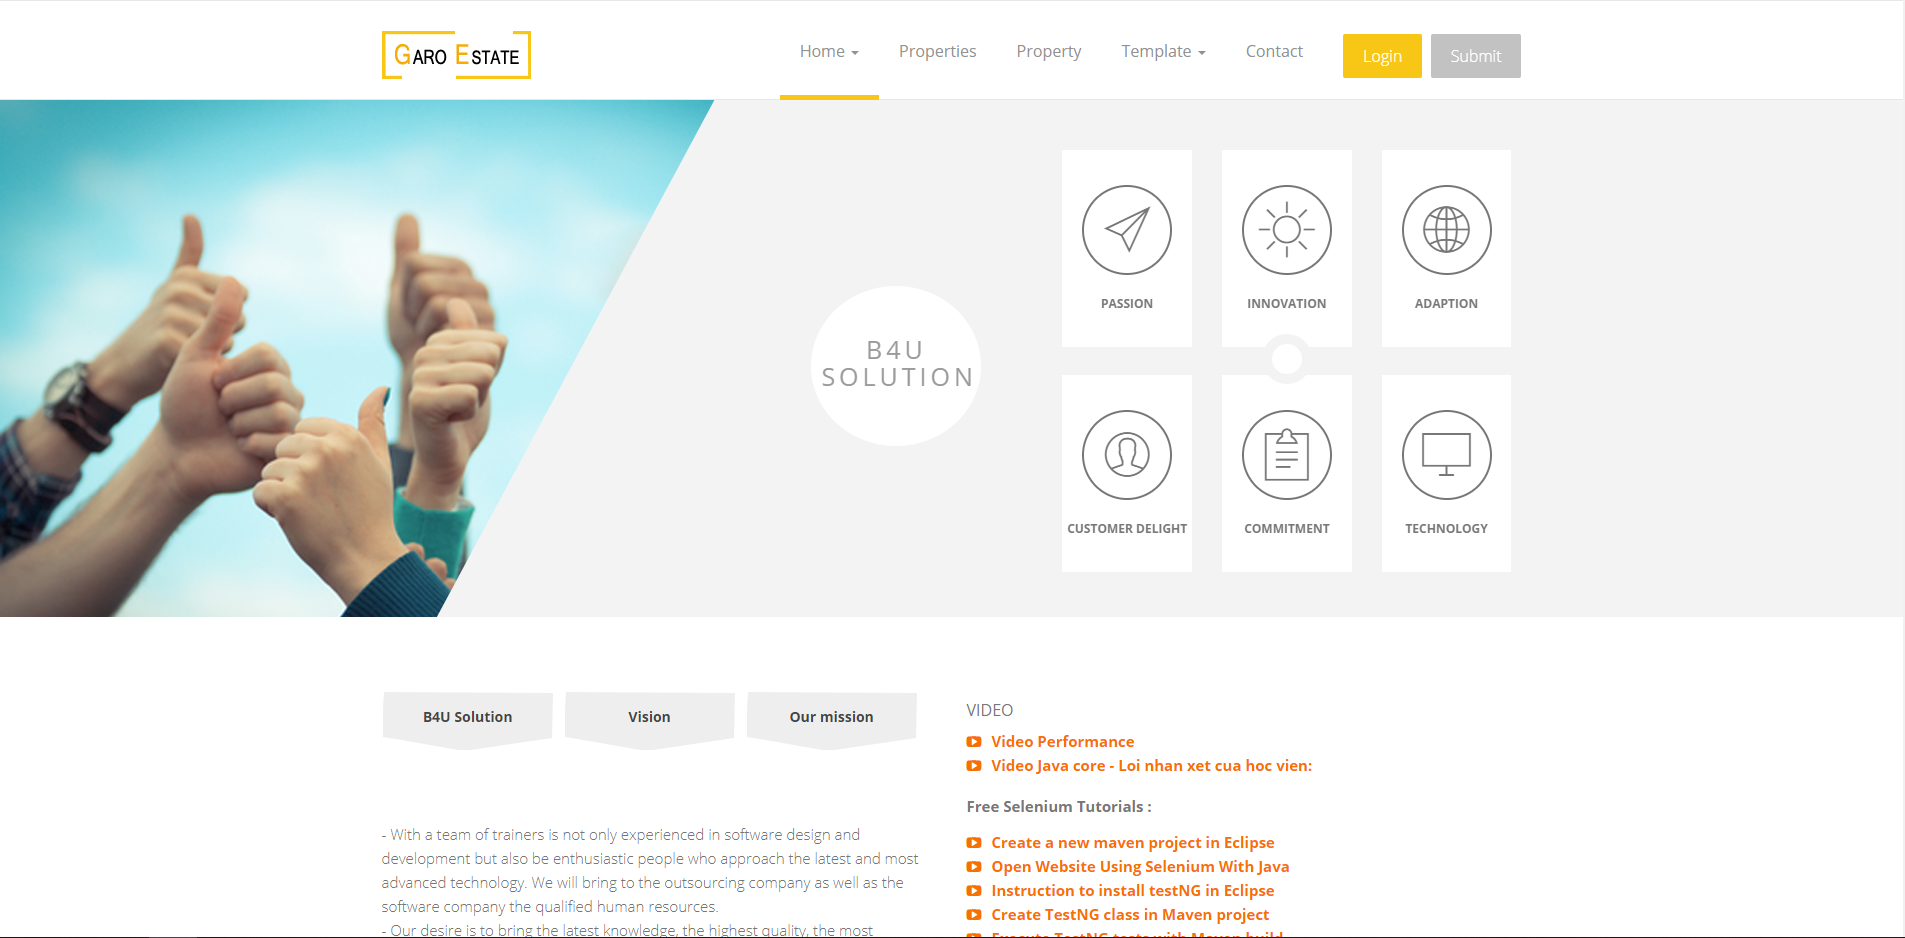 GARO ESTATE
Home
Properties
Property
Template
Contact
Login
Submit
B4U
SOLUTION
PASSION
INNOVATION
ADAPTION
CUSTOMER DELIGHT
COMMITMENT
TECHNOLOGY
B4U Solution
Vision
Our mission
- With a team of trainers is not only experienced in software design and
development but also be enthusiastic people who approach the latest and most
advanced technology. We will bring to the outsourcing company as well as the
software company the qualified human resources.
- Our desire is to bring the latest knowledge, the highest quality, the most
VIDEO
Video Performance
Video Java core - Loi nhan xet cua hoc vien:
Free Selenium Tutorials :
Create a new maven project in Eclipse
Open Website Using Selenium With Java
Instruction to install testNG in Eclipse
Create TestNG class in Maven project
Execute TestNG tests with Maven build